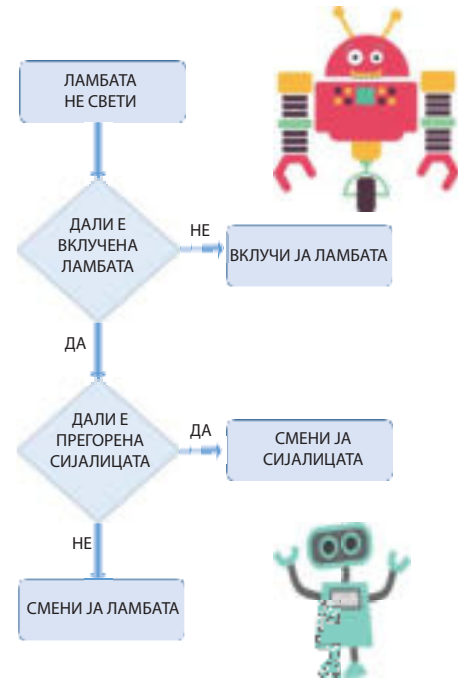 ЛАМБАТА
НЕ СВЕТИ
ДАЛИ Е
ВКЛУЧЕНА
ЛАМБАТА
НЕ
ВКЛУЧИ ЈА ЛАМБАТА
ДА
ДАЛИ Е
ПРЕГОРЕНА
СИЈАЛИЦАТА
ДА
СМЕНИ ЈА
СИЈАЛИЦАТА
НЕ
СМЕНИ ЈА ЛАМБАТА